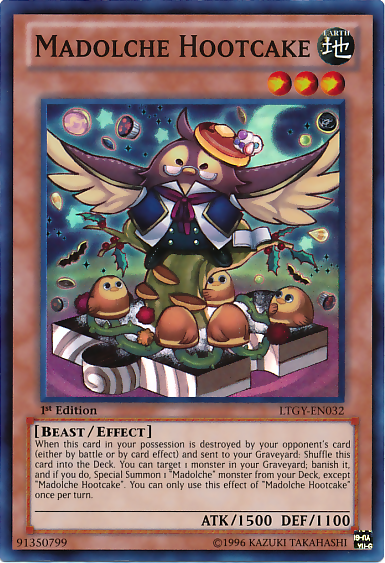 MADOLCHE HOOTCAKE
EARTH
地
1st Edition
LTGY-EN032
[BEAST/EFFECT]
When this card in your possession is destroyed by your opponent's card
(either by battle or by card effect) and sent to your Graveyard: Shuffle
this card into the Deck. You can target 1 monster in your Graveyard; banish it,
and if you do, Special Summon 1 "Madolche" monster from your Deck, except
"Madolche Hootcake". You can only use this effect of "Madolche Hootcake"
once per turn.
ATK/1500 DEF/1100
91350799
©1996 KAZUKI TAKAHASHI